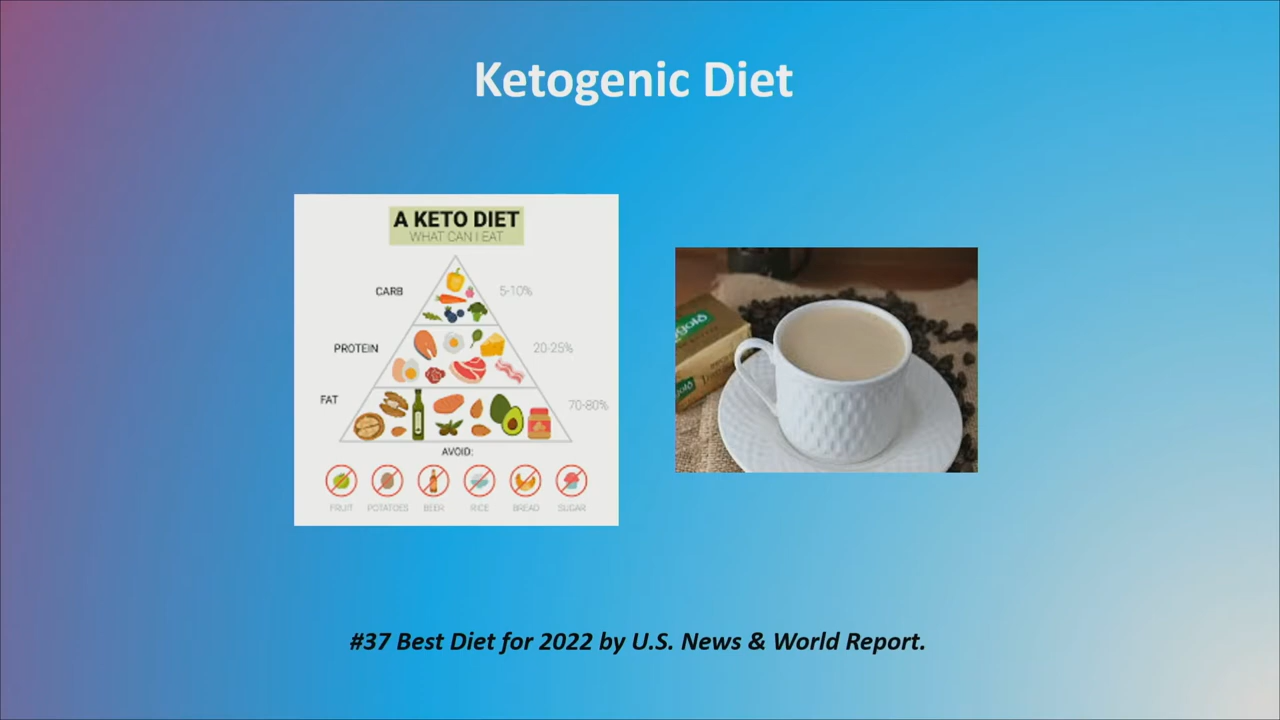 Ketogenic Diet
A KETO DIET
WHAT CAN I EAT
CARB 5-10%
PROTEIN 20-25%
FAT 70-80%
AVOID:
FRUIT POTATOES BEER RICE BREAD SUGAR
#37 Best Diet for 2022 by U.S. News & World Report.